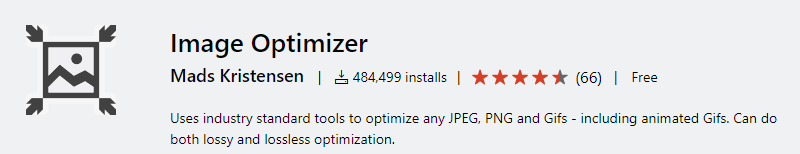 Image Optimizer
Mads Kristensen | 484,499 installs | (66) | Free
Uses industry standard tools to optimize any JPEG, PNG and Gifs - including animated Gifs. Can do
both lossy and lossless optimization.